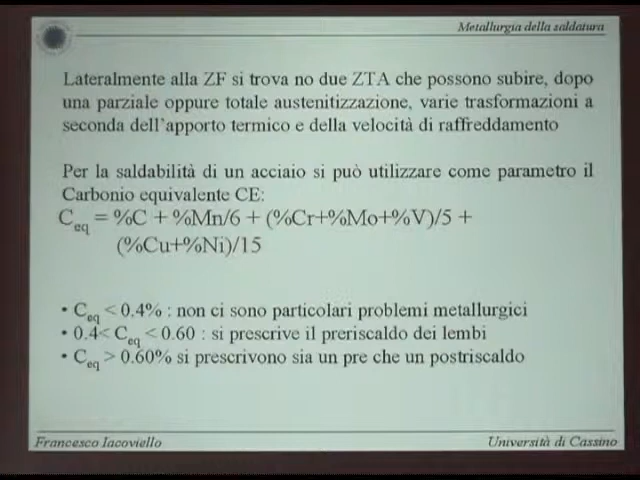 Metallurgia della saldatura
Lateralmente alla ZF si trova no due ZTA che possono subire, dopo
una parziale oppure totale austenitizzazione, varie trasformazioni a
seconda dell'apporto termico e della velocità di raffreddamento
Per la saldabilità di un acciaio si può utilizzare come parametro il
Carbonio equivalente CE:
Ceq = %C + %Mn/6 + (%Cr+%Mo+%V)/5 +
(%Cu+%Ni)/15
• Ceq < 0.4% : non ci sono particolari problemi metallurgici
• 0.4< Ceq < 0.60 : si prescrive il preriscaldo dei lembi
• Ceq > 0.60% si prescrivono sia un pre che un postriscaldo
Francesco Iacoviello
Università di Cassino